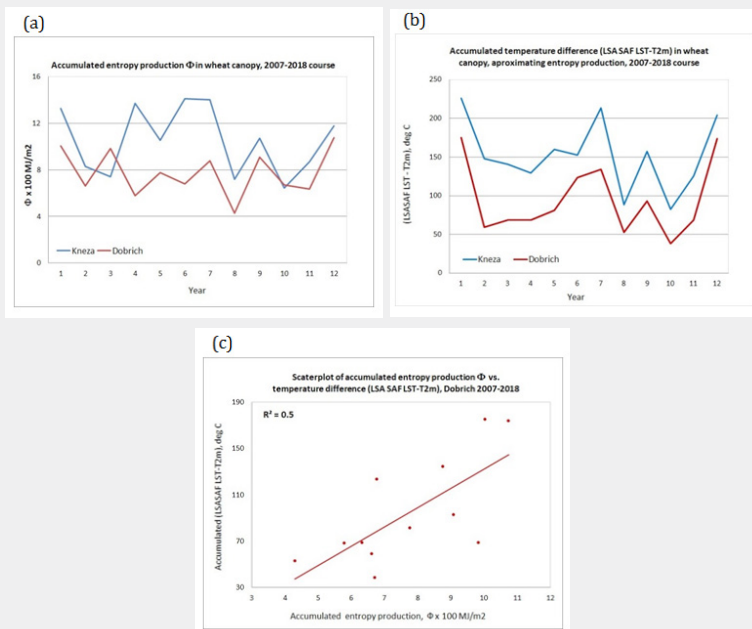 (a)
Accumulated entropy production Φ in wheat canopy, 2007-2018 course
16
12
8
4
0
Φ x 100 MJ/m2
Kneza Dobrich
1 2 3 4 5 6 7 8 9 10 11 12
Year
(b)
Accumulated temperature difference (LSA SAF LST-T2m) in wheat
canopy, aproximating entropy production, 2007-2018 course
250
200
150
100
50
0
(LSASAF LST - T2m), deg C
Kneza Dobrich
1 2 3 4 5 6 7 8 9 10 11 12
Year
(c)
Scaterplot of accumulated entropy production Φ vs.
temperature difference (LSA SAF LST-T2m), Dobrich 2007-2018
190
150
110
70
30
R² = 0.5
Accumulated (LSASAF LST-T2m), deg C
3 4 5 6 7 8 9 10 11 12
Accumulated entropy production, Φ x 100 MJ/m2